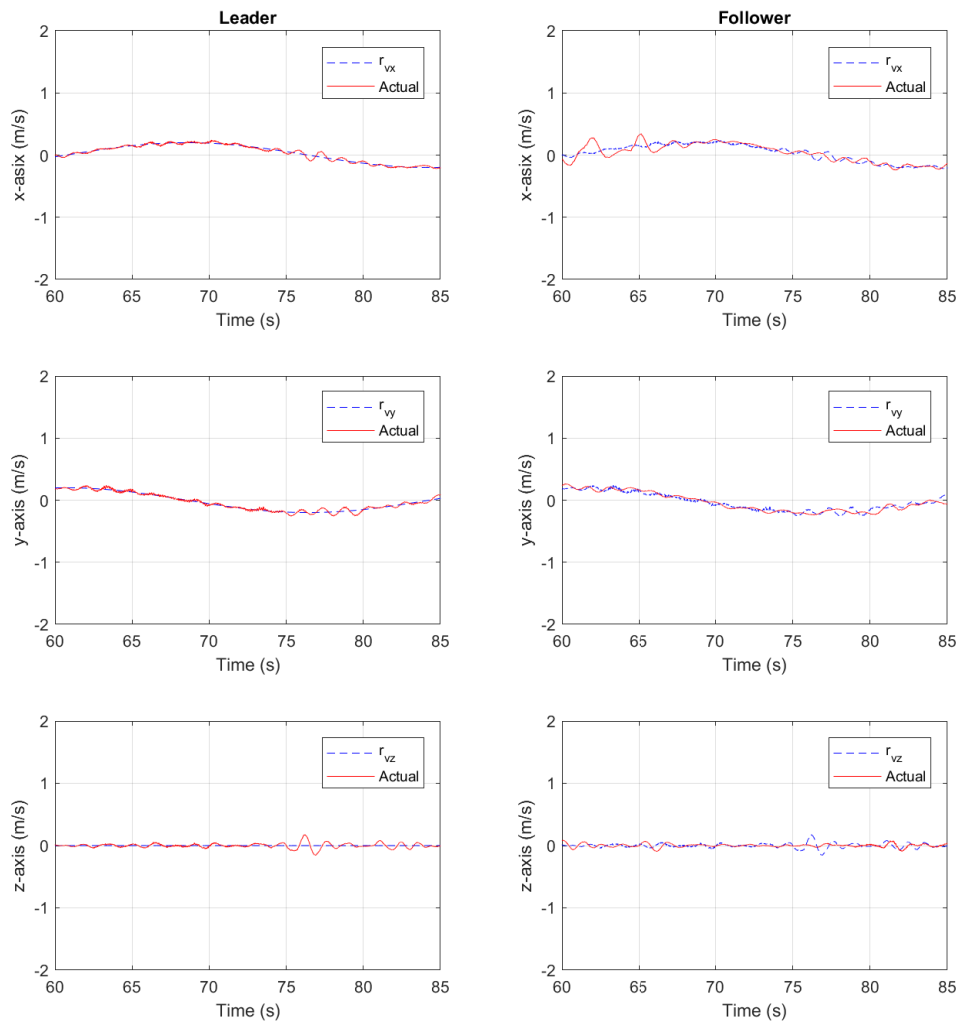 Leader
2
1
0
-1
-2
x-asix (m/s)
r_vx
Actual
60 65 70 75 80 85
Time (s)
Follower
2
1
0
-1
-2
x-asix (m/s)
r_vx
Actual
60 65 70 75 80 85
Time (s)
2
1
0
-1
-2
y-axis (m/s)
r_vy
Actual
60 65 70 75 80 85
Time (s)
2
1
0
-1
-2
y-axis (m/s)
r_vy
Actual
60 65 70 75 80 85
Time (s)
2
1
0
-1
-2
z-axis (m/s)
r_vz
Actual
60 65 70 75 80 85
Time (s)
2
1
0
-1
-2
z-axis (m/s)
r_vz
Actual
60 65 70 75 80 85
Time (s)